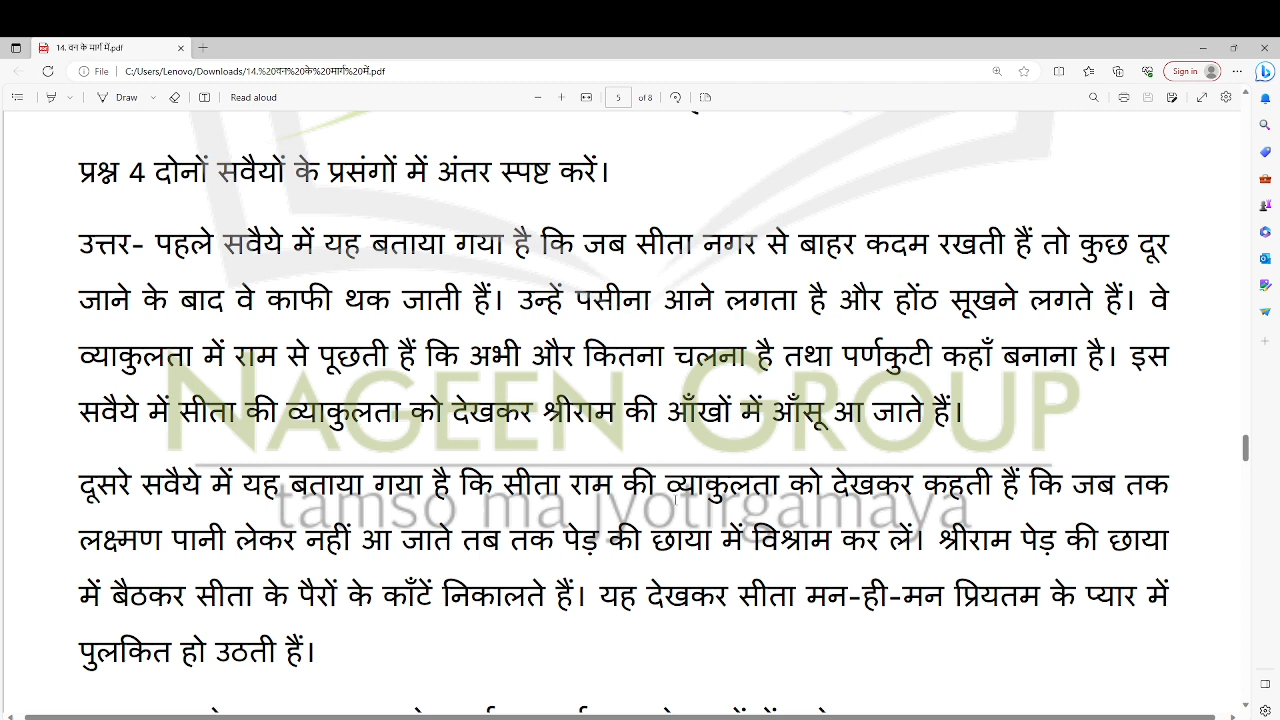 14. वन के मार्ग में.pdf
File
C:/Users/Lenovo/Downloads/14.%20वन%20के%20मार्ग%20में.pdf
Sign in
Draw
Read aloud
5
of 8
प्रश्न 4 दोनों सवैयों के प्रसंगों में अंतर स्पष्ट करें।
उत्तर- पहले सवैये में यह बताया गया है कि जब सीता नगर से बाहर कदम रखती हैं तो कुछ दूर
जाने के बाद वे काफी थक जाती हैं। उन्हें पसीना आने लगता है और होंठ सूखने लगते हैं। वे
व्याकुलता में राम से पूछती हैं कि अभी और कितना चलना है तथा पर्णकुटी कहाँ बनाना है। इस
सवैये में सीता की व्याकुलता को देखकर श्रीराम की आँखों में आँसू आ जाते हैं।
NAGEEN GROUP
दूसरे सवैये में यह बताया गया है कि सीता राम की व्याकुलता को देखकर कहती हैं कि जब तक
tamso ma jyotirgamaya
लक्ष्मण पानी लेकर नहीं आ जाते तब तक पेड़ की छाया में विश्राम कर लें। श्रीराम पेड़ की छाया
में बैठकर सीता के पैरों के काँटें निकालते हैं। यह देखकर सीता मन-ही-मन प्रियतम के प्यार में
पुलकित हो उठती हैं।